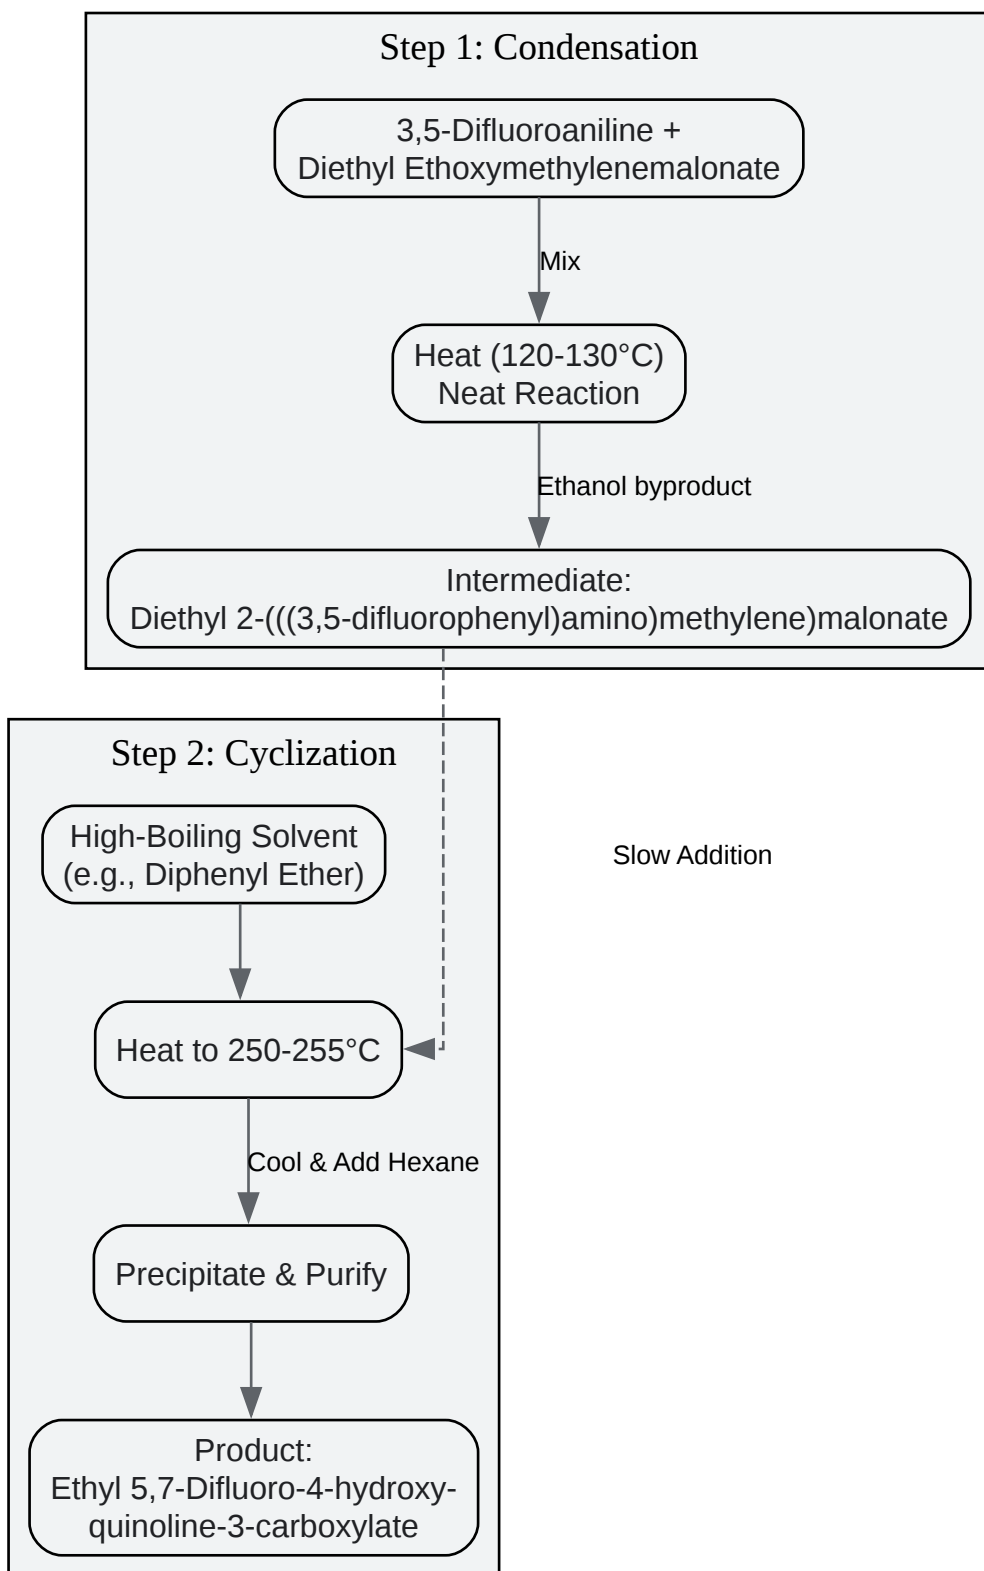 Step 1: Condensation
3,5-Difluoroaniline +
Diethyl Ethoxymethylenemalonate
Mix
Heat (120-130°C)
Neat Reaction
Ethanol byproduct
Intermediate:
Diethyl 2-(((3,5-difluorophenyl)amino)methylene)malonate
Step 2: Cyclization
High-Boiling Solvent
(e.g., Diphenyl Ether)
Slow Addition
Heat to 250-255°C
Cool & Add Hexane
Precipitate & Purify
Product:
Ethyl 5,7-Difluoro-4-hydroxy-
quinoline-3-carboxylate